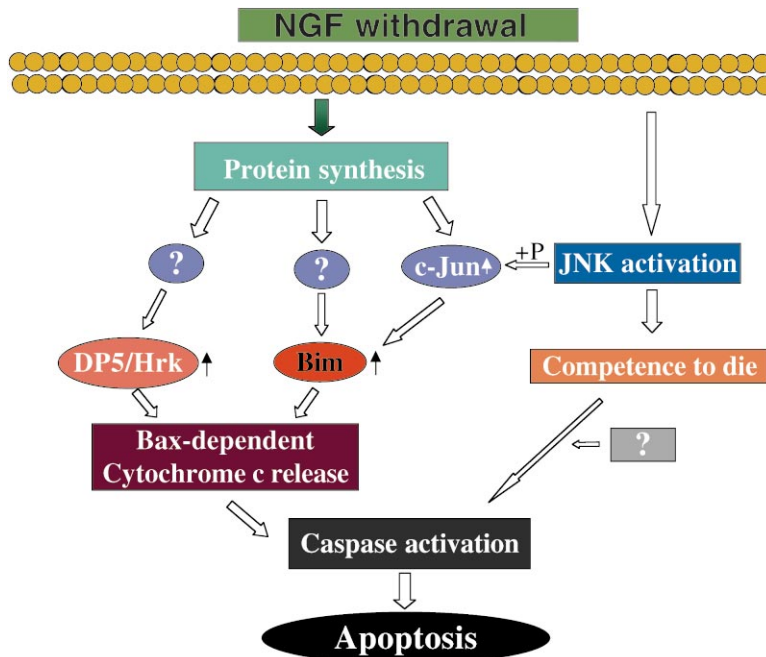 NGF withdrawal
Protein synthesis
?
?
c-Jun
+P
JNK activation
DP5/Hrk
Bim
Competence to die
Bax-dependent
Cytochrome c release
?
Caspase activation
Apoptosis